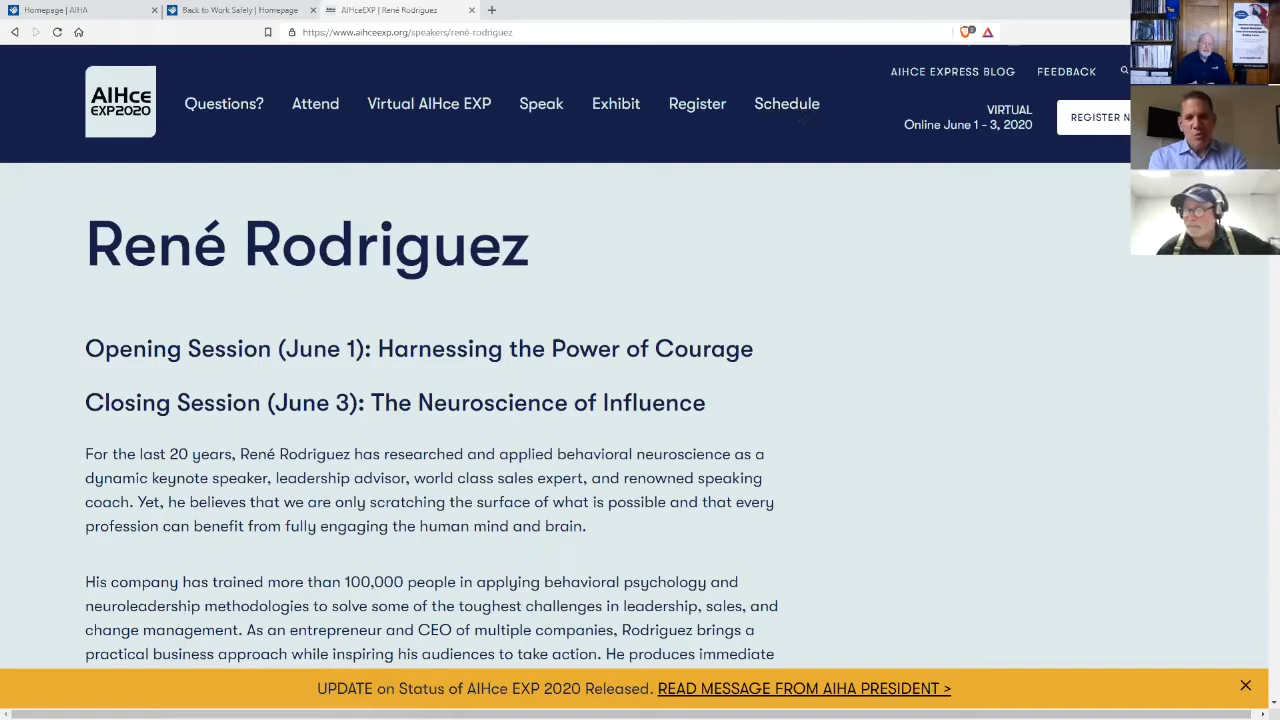 Homepage | AIHA
Back to Work Safely | Homepage
AIHceEXP | René Rodriguez
https://www.aihceexp.org/speakers/rené-rodriguez
AIHCE EXPRESS BLOG FEEDBACK
AIHce
EXP2020
Questions? Attend Virtual AIHce EXP Speak Exhibit Register Schedule
VIRTUAL
Online June 1 - 3, 2020
REGISTER N
René Rodriguez
Opening Session (June 1): Harnessing the Power of Courage
Closing Session (June 3): The Neuroscience of Influence
For the last 20 years, René Rodriguez has researched and applied behavioral neuroscience as a
dynamic keynote speaker, leadership advisor, world class sales expert, and renowned speaking
coach. Yet, he believes that we are only scratching the surface of what is possible and that every
profession can benefit from fully engaging the human mind and brain.
His company has trained more than 100,000 people in applying behavioral psychology and
neuroleadership methodologies to solve some of the toughest challenges in leadership, sales, and
change management. As an entrepreneur and CEO of multiple companies, Rodriguez brings a
practical business approach while inspiring his audiences to take action. He produces immediate
UPDATE on Status of AIHce EXP 2020 Released. READ MESSAGE FROM AIHA PRESIDENT >